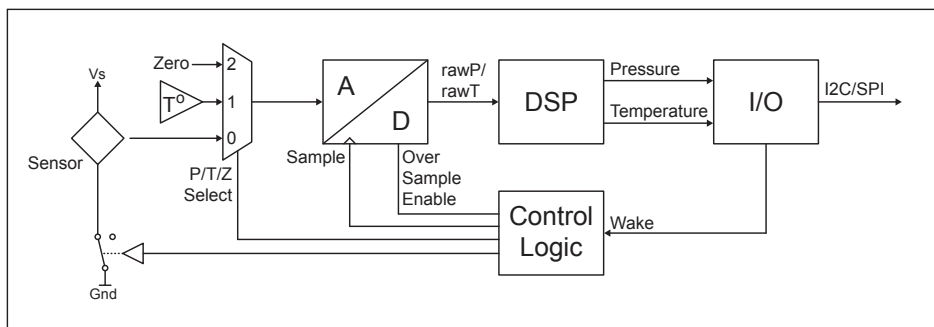 Zero
2
Vs
T°
1
0
Sensor
P/T/Z
Select
A
D
Sample
Over
Sample
Enable
rawP/
rawT
DSP
Pressure
Temperature
I/O
I2C/SPI
Control
Logic
Wake
Gnd